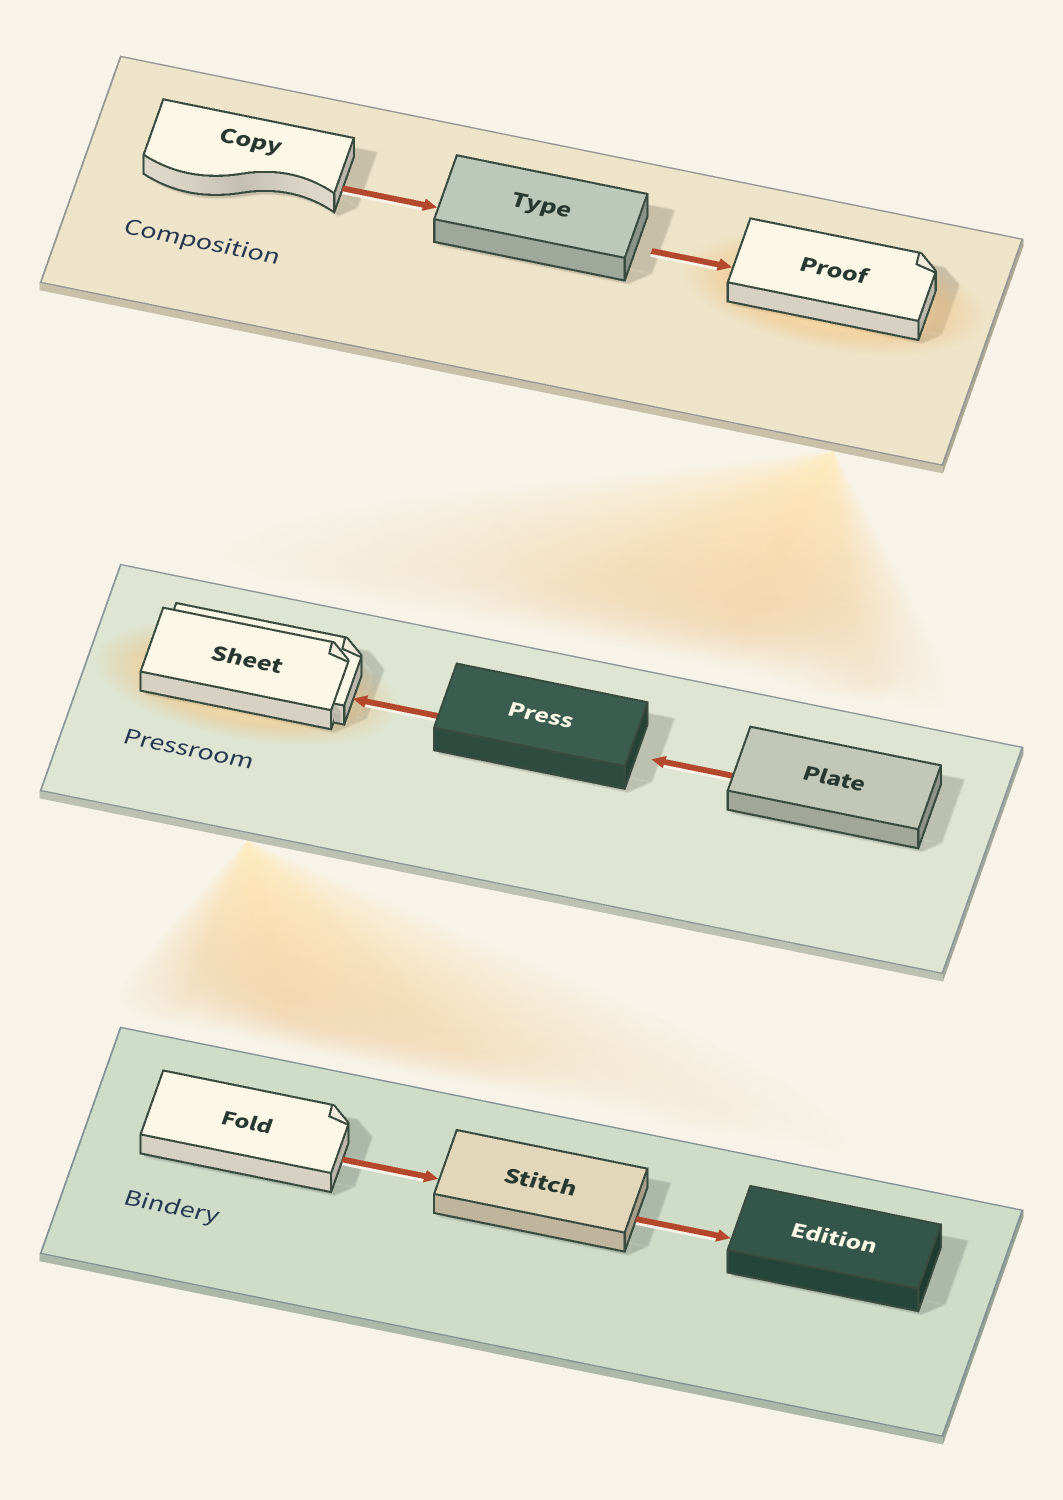 Copy
Type
Proof
Composition
Sheet
Press
Plate
Pressroom
Fold
Stitch
Edition
Bindery